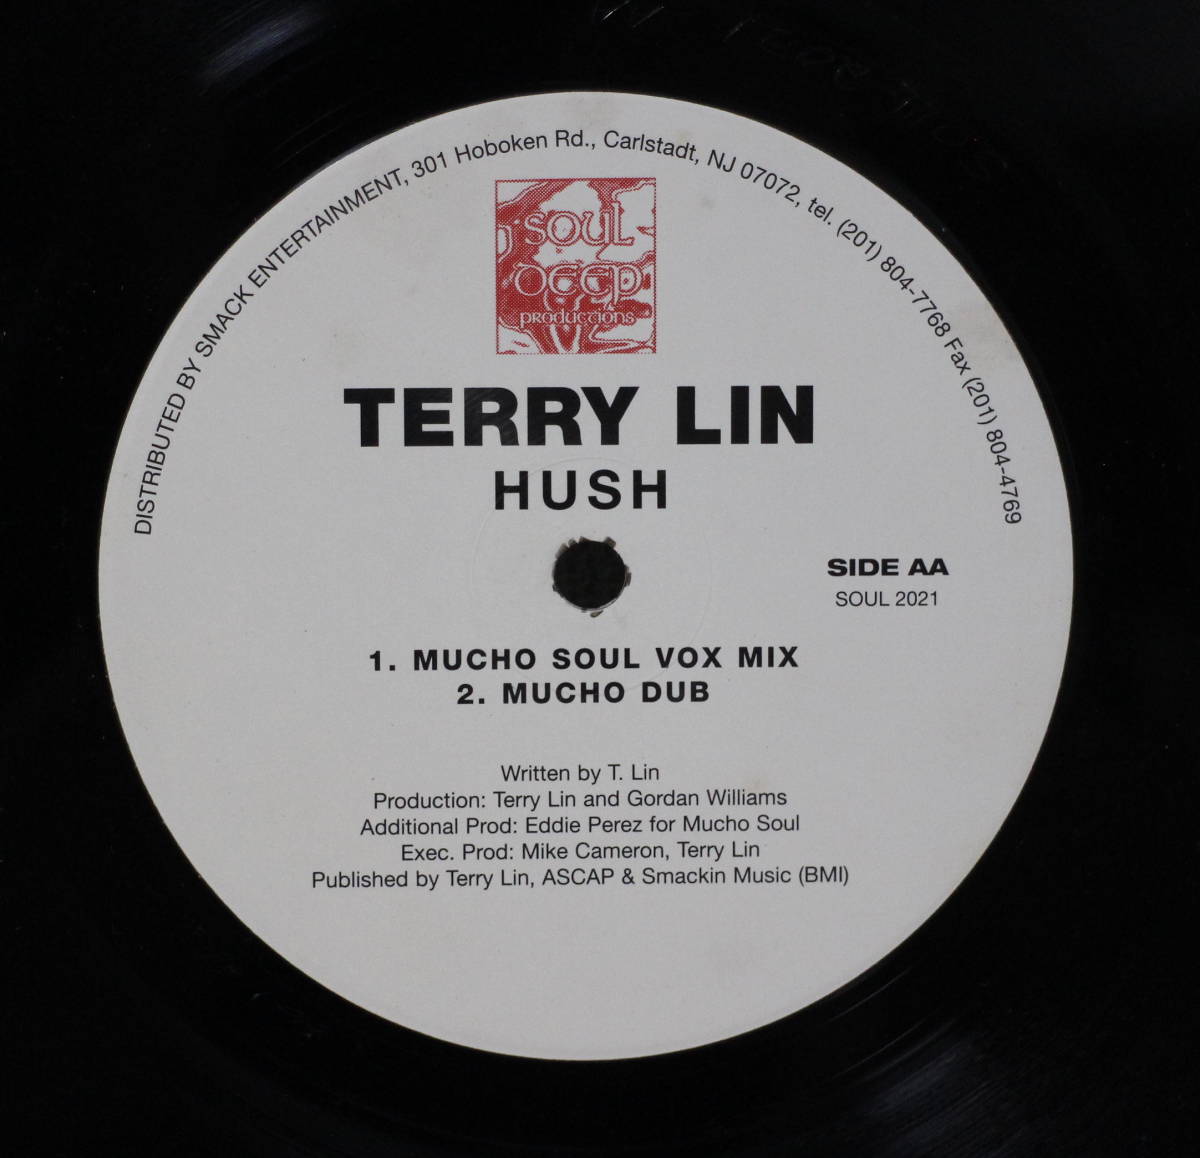 DISTRIBUTED BY SMACK ENTERTAINMENT, 301 Hoboken Rd., Carlstadt, NJ 07072, tel. (201) 804-7768 Fax (201) 804-4769
SOUL
DEEP
PRODUCTIONS
TERRY LIN
HUSH
SIDE AA
SOUL 2021
1. MUCHO SOUL VOX MIX
2. MUCHO DUB
Written by T. Lin
Production: Terry Lin and Gordan Williams
Additional Prod: Eddie Perez for Mucho Soul
Exec. Prod: Mike Cameron, Terry Lin
Published by Terry Lin, ASCAP & Smackin Music (BMI)